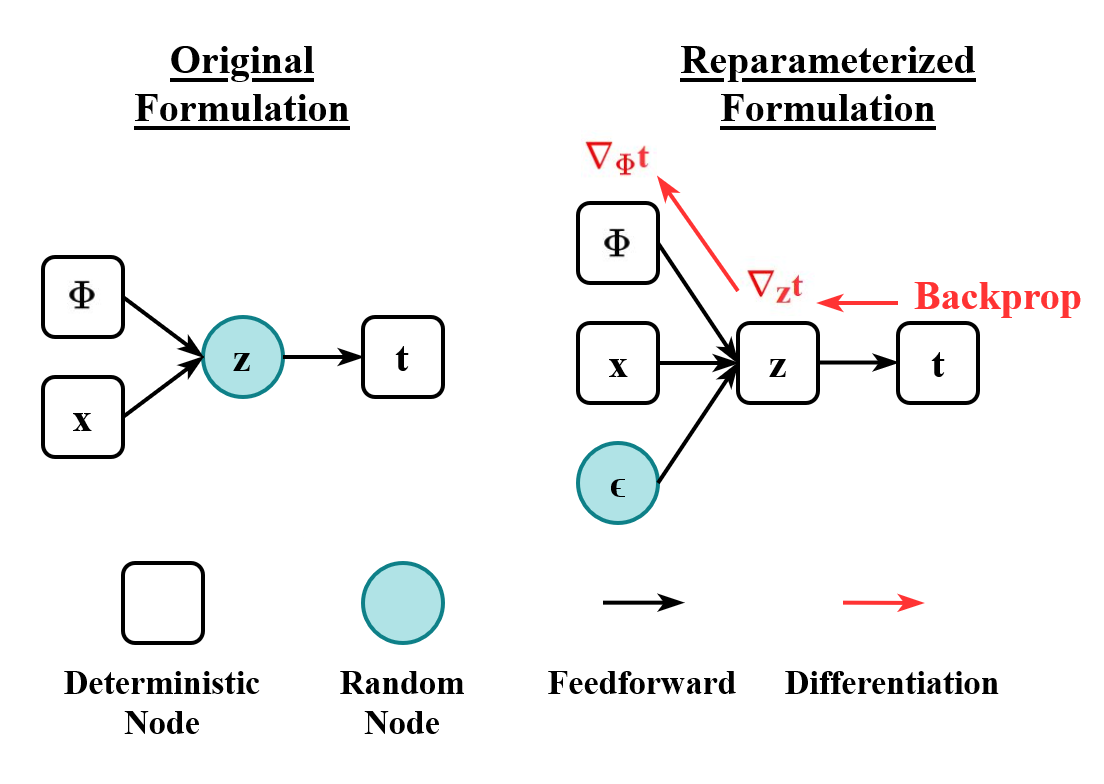 Original
Formulation
Φ
x
z
t
Reparameterized
Formulation
∇Φt
Φ
∇zt
Backprop
x
z
t
ϵ
Deterministic
Node
Random
Node
Feedforward
Differentiation